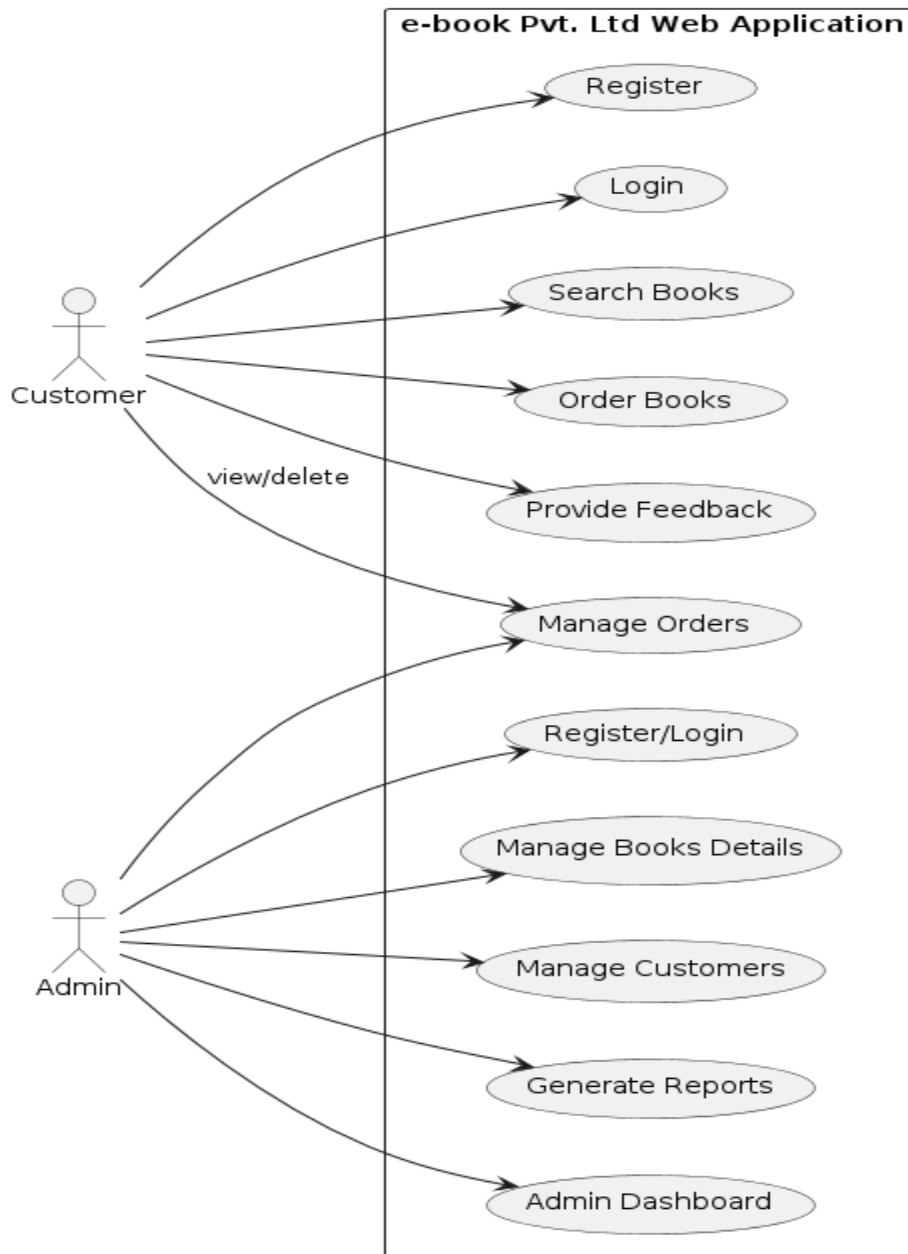 e-book Pvt. Ltd Web Application
Register
Login
Search Books
Customer
Order Books
view/delete
Provide Feedback
Manage Orders
Register/Login
Manage Books Details
Manage Customers
Admin
Generate Reports
Admin Dashboard